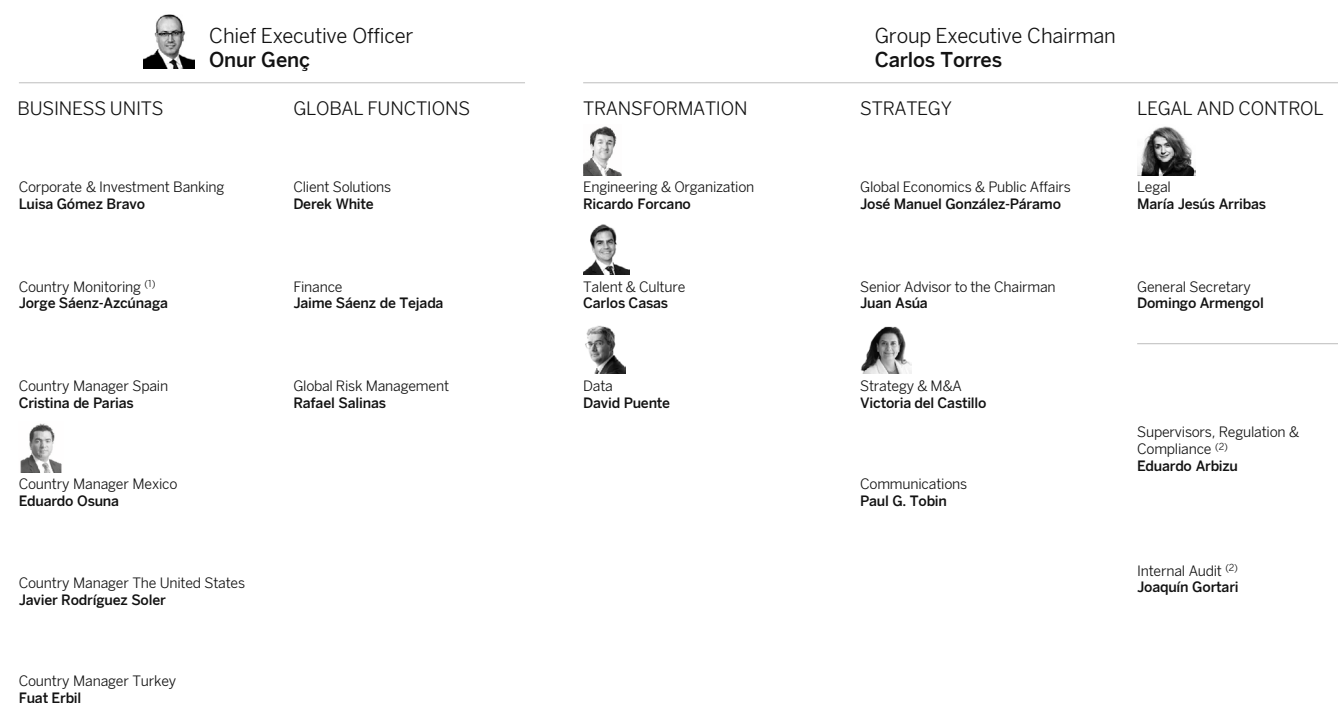 Chief Executive Officer
Onur Genç
Group Executive Chairman
Carlos Torres
BUSINESS UNITS
Corporate & Investment Banking
Luisa Gómez Bravo
Country Monitoring (1)
Jorge Sáenz-Azcúnaga
Country Manager Spain
Cristina de Parias
Country Manager Mexico
Eduardo Osuna
Country Manager The United States
Javier Rodríguez Soler
Country Manager Turkey
Fuat Erbil
GLOBAL FUNCTIONS
Client Solutions
Derek White
Finance
Jaime Sáenz de Tejada
Global Risk Management
Rafael Salinas
TRANSFORMATION
Engineering & Organization
Ricardo Forcano
Talent & Culture
Carlos Casas
Data
David Puente
STRATEGY
Global Economics & Public Affairs
José Manuel González-Páramo
Senior Advisor to the Chairman
Juan Asúa
Strategy & M&A
Victoria del Castillo
Communications
Paul G. Tobin
LEGAL AND CONTROL
Legal
María Jesús Arribas
General Secretary
Domingo Armengol
Supervisors, Regulation &
Compliance (2)
Eduardo Arbizu
Internal Audit (2)
Joaquín Gortari